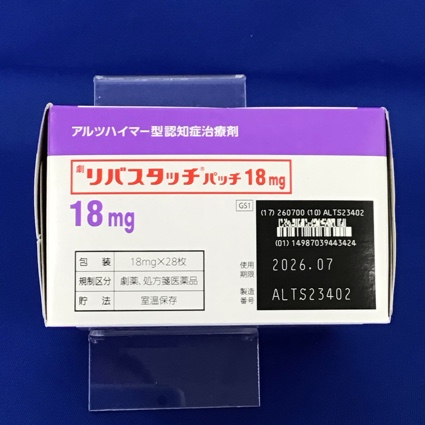 アルツハイマー型認知症治療剤
劇 リバスタッチ®パッチ 18mg
18mg
GS1
(17) 260700 (10) ALTS23402
(01) 14987039443424
包装 18mg×28枚
規制区分 劇薬、処方箋医薬品
貯法 室温保存
使用期限 2026.07
製造番号 ALTS23402